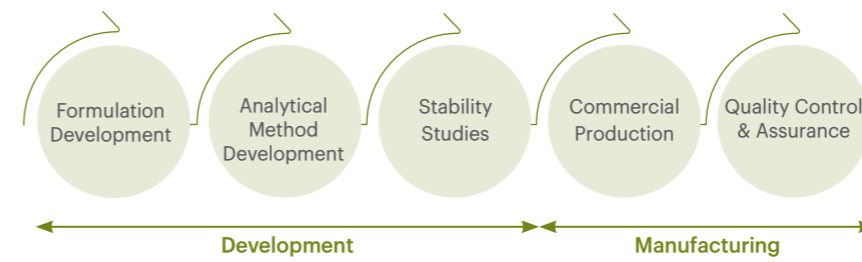 Formulation
Development
Analytical
Method
Development
Stability
Studies
Commercial
Production
Quality Control
& Assurance
Development
Manufacturing